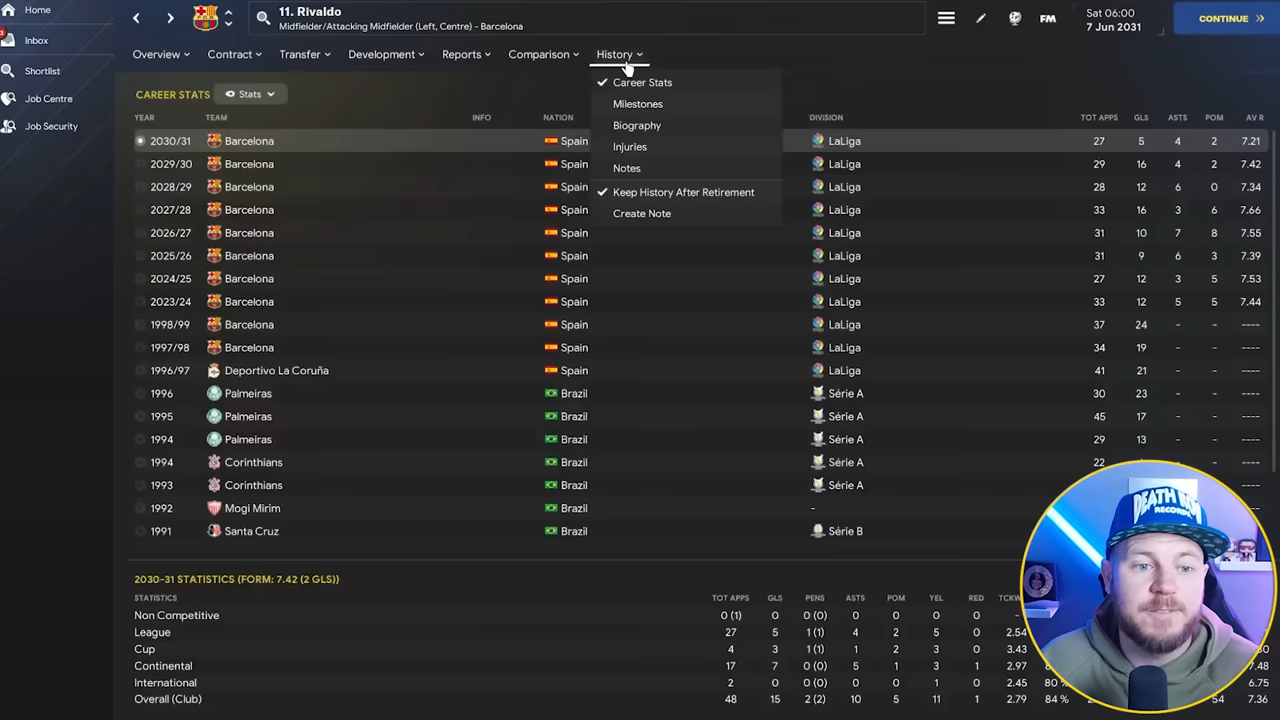 Home
11. Rivaldo
Midfielder/Attacking Midfielder (Left, Centre) - Barcelona
FM
Sat 06:00
7 Jun 2031
CONTINUE
3
Inbox
Shortlist
Job Centre
Job Security
Overview
Contract
Transfer
Development
Reports
Comparison
History
Career Stats
Milestones
Biography
Injuries
Notes
Keep History After Retirement
Create Note
CAREER STATS Stats
YEAR TEAM INFO NATION DIVISION TOT APPS GLS ASTS POM AV R
2030/31 Barcelona Spain LaLiga 27 5 4 2 7.21
2029/30 Barcelona Spain LaLiga 29 16 4 2 7.42
2028/29 Barcelona Spain LaLiga 28 12 6 0 7.34
2027/28 Barcelona Spain LaLiga 33 16 3 6 7.66
2026/27 Barcelona Spain LaLiga 31 10 7 8 7.55
2025/26 Barcelona Spain LaLiga 31 9 6 3 7.39
2024/25 Barcelona Spain LaLiga 27 12 3 5 7.53
2023/24 Barcelona Spain LaLiga 33 12 5 5 7.44
1998/99 Barcelona Spain LaLiga 37 24 - - ----
1997/98 Barcelona Spain LaLiga 34 19 - - ----
1996/97 Deportivo La Coruña Spain LaLiga 41 21 - - ----
1996 Palmeiras Brazil Série A 30 23 - - ----
1995 Palmeiras Brazil Série A 45 17 - - ----
1994 Palmeiras Brazil Série A 29 13 - - ----
1994 Corinthians Brazil Série A 22
1993 Corinthians Brazil Série A
1992 Mogi Mirim Brazil -
1991 Santa Cruz Brazil Série B
2030-31 STATISTICS (FORM: 7.42 (2 GLS))
STATISTICS TOT APPS GLS PENS ASTS POM YEL RED TCKW
Non Competitive 0 (1) 0 0 (0) 0 0 0 0 -
League 27 5 1 (1) 4 2 5 0 2.54
Cup 4 3 1 (1) 1 2 3 0 3.43
Continental 17 7 0 (0) 5 1 3 1 2.97 7.48
International 2 0 0 (0) 0 0 1 0 2.45 80 % 6.75
Overall (Club) 48 15 2 (2) 10 5 11 1 2.79 84 % 54 7.36
DEATH ROW
RECORDS